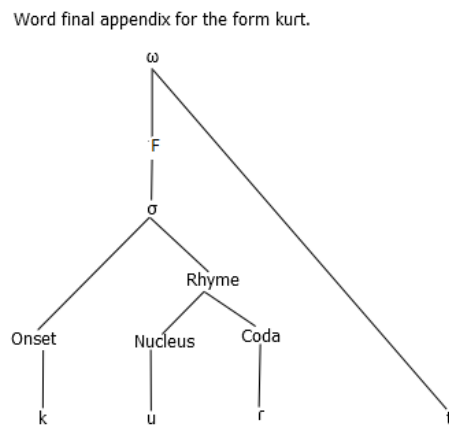 Word final appendix for the form kurt.
ω
F
σ
Rhyme
Onset Nucleus Coda
k u r t